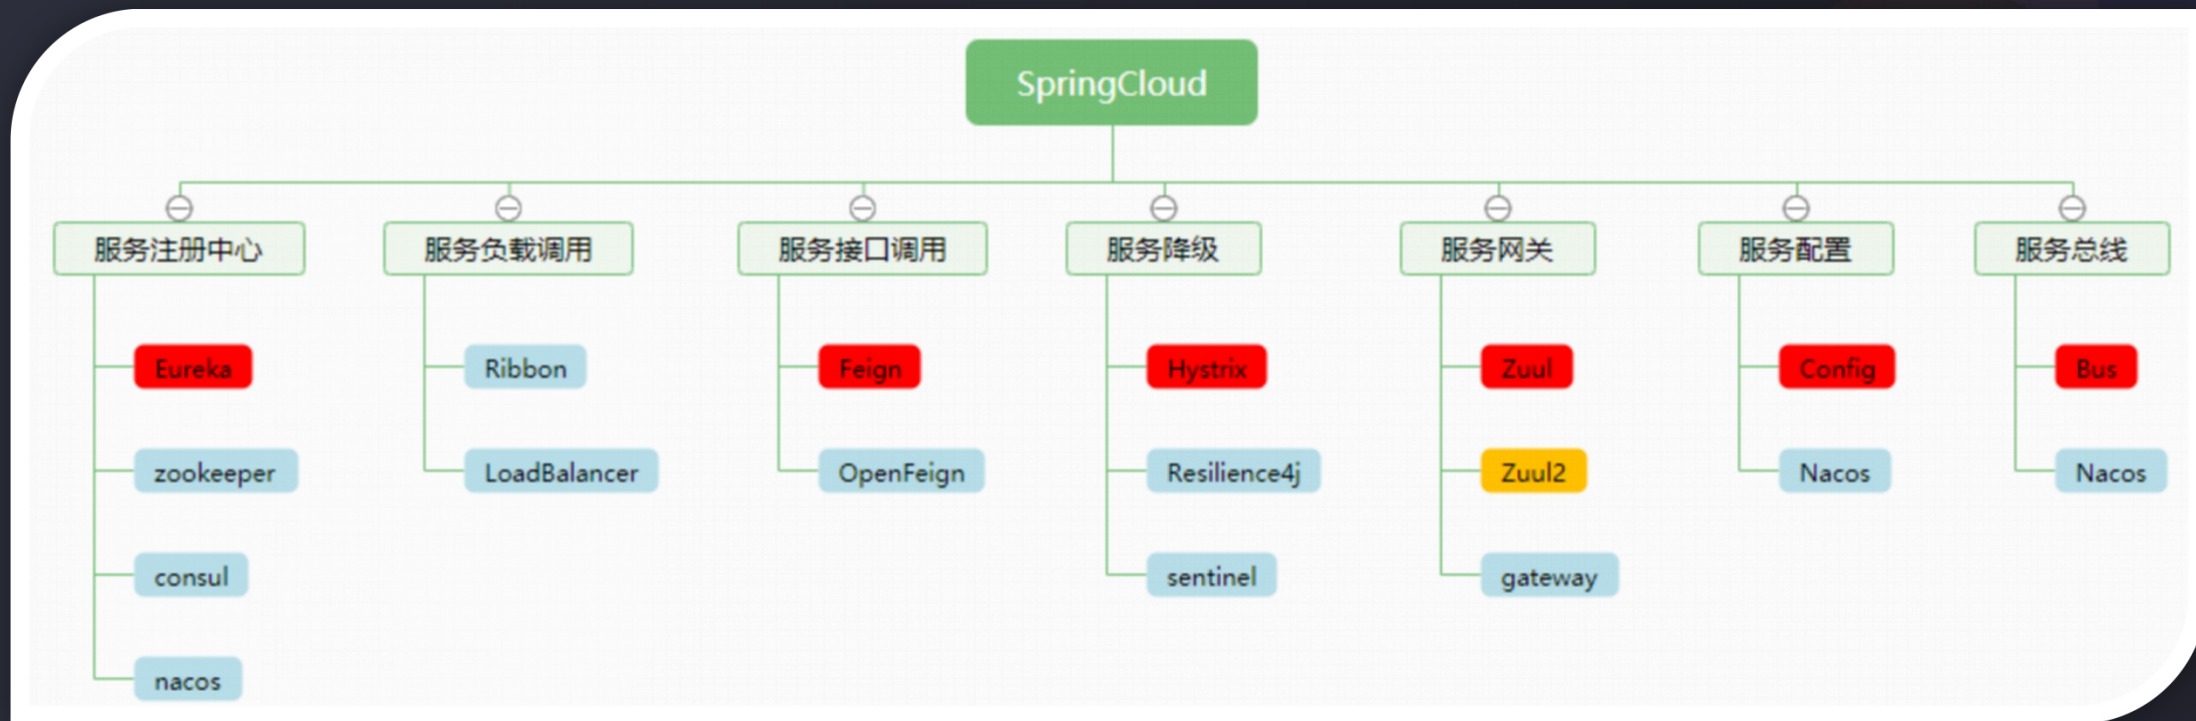 SpringCloud
服务注册中心
Eureka
zookeeper
consul
nacos
服务负载调用
Ribbon
LoadBalancer
服务接口调用
Feign
OpenFeign
服务降级
Hystrix
Resilience4j
sentinel
服务网关
Zuul
Zuul2
gateway
服务配置
Config
Nacos
服务总线
Bus
Nacos